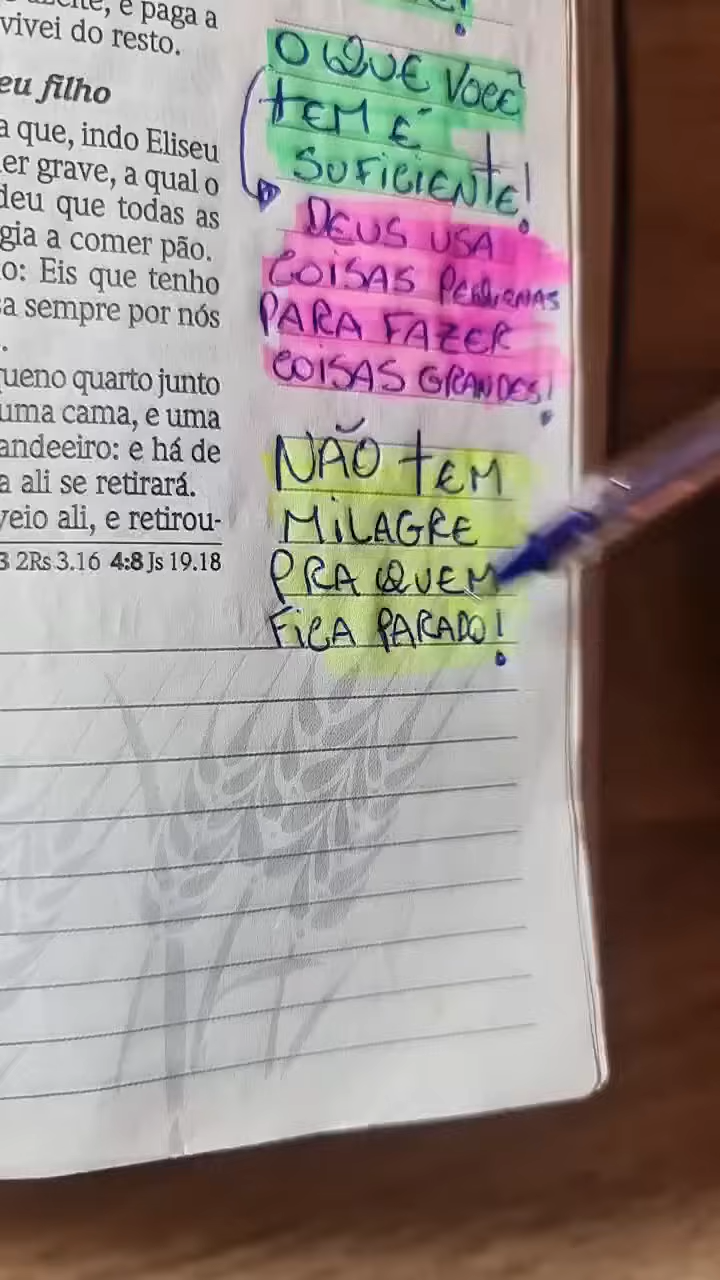 e paga a
vivei do resto.
eu filho
a que, indo Eliseu
er grave, a qual o
deu que todas as
gia a comer pão.
o: Eis que tenho
sa sempre por nós
.
ueno quarto junto
uma cama, e uma
andeeiro: e há de
a ali se retirará.
veio ali, e retirou-
3 2Rs 3.16 4:8 Js 19.18
O QUE VOCÊ
TEM É
SUFICIENTE!
DEUS USA
COISAS PEQUENAS
PARA FAZER
COISAS GRANDES!
NÃO TEM
MILAGRE
PRA QUEM
FICA PARADO!